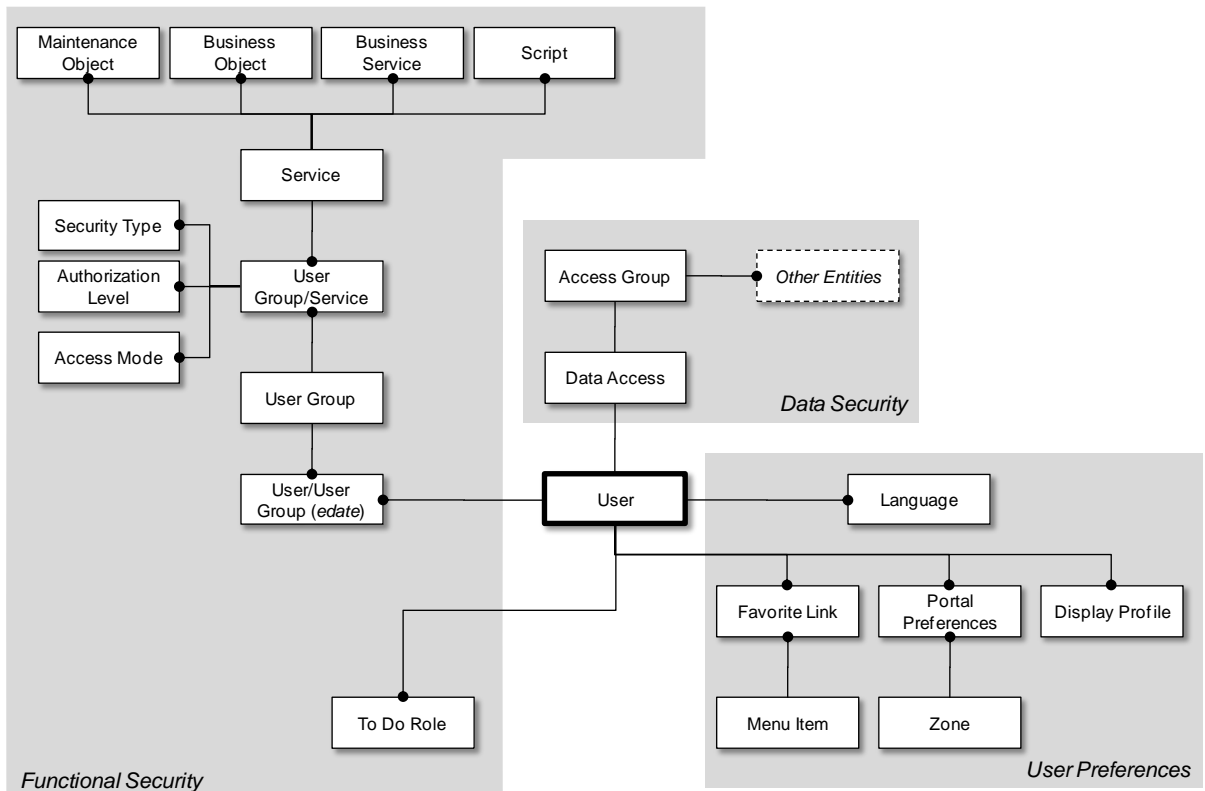 Maintenance
Object
Business
Object
Business
Service
Script
Service
Security Type
Authorization
Level
Access Mode
User
Group/Service
User Group
User/User
Group (edate)
To Do Role
Functional Security
Access Group
Other Entities
Data Access
Data Security
User
Language
Favorite Link
Portal
Preferences
Display Profile
Menu Item
Zone
User Preferences